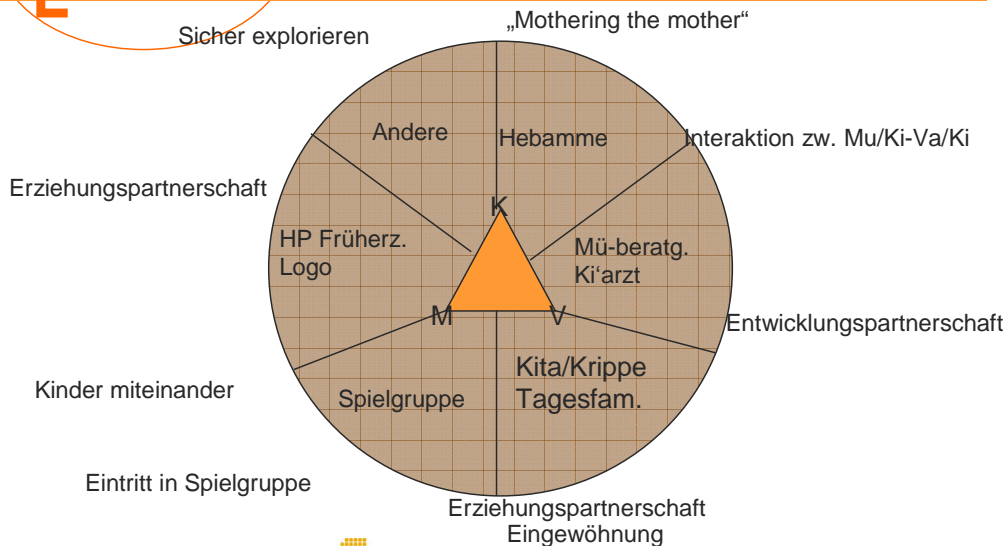 „Mothering the mother“
Sicher explorieren
Andere
Hebamme
Interaktion zw. Mu/Ki-Va/Ki
Erziehungspartnerschaft
K
HP Früherz.
Logo
Mü-beratg.
Ki‘arzt
M
V
Entwicklungspartnerschaft
Kita/Krippe
Tagesfam.
Kinder miteinander
Spielgruppe
Eintritt in Spielgruppe
Erziehungspartnerschaft
Eingewöhnung